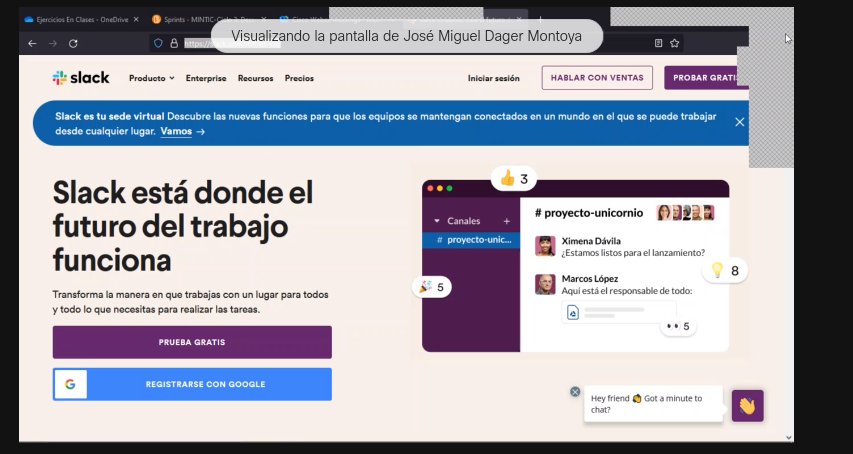 Ejercicios En Clases - OneDrive
Sprints - MINTIC-Ciclo 3: Des
Visualizando la pantalla de José Miguel Dager Montoya
https://
slack
Producto
Enterprise
Recursos
Precios
Iniciar sesión
HABLAR CON VENTAS
PROBAR GRATIS
Slack es tu sede virtual Descubre las nuevas funciones para que los equipos se mantengan conectados en un mundo en el que se puede trabajar
desde cualquier lugar. Vamos →
Slack está donde el
futuro del trabajo
funciona
Transforma la manera en que trabajas con un lugar para todos
y todo lo que necesitas para realizar las tareas.
PRUEBA GRATIS
G
REGISTRARSE CON GOOGLE
3
Canales +
# proyecto-unic...
# proyecto-unicornio
Ximena Dávila
¿Estamos listos para el lanzamiento?
8
Marcos López
Aquí está el responsable de todo:
5
5
Hey friend 👋 Got a minute to
chat?